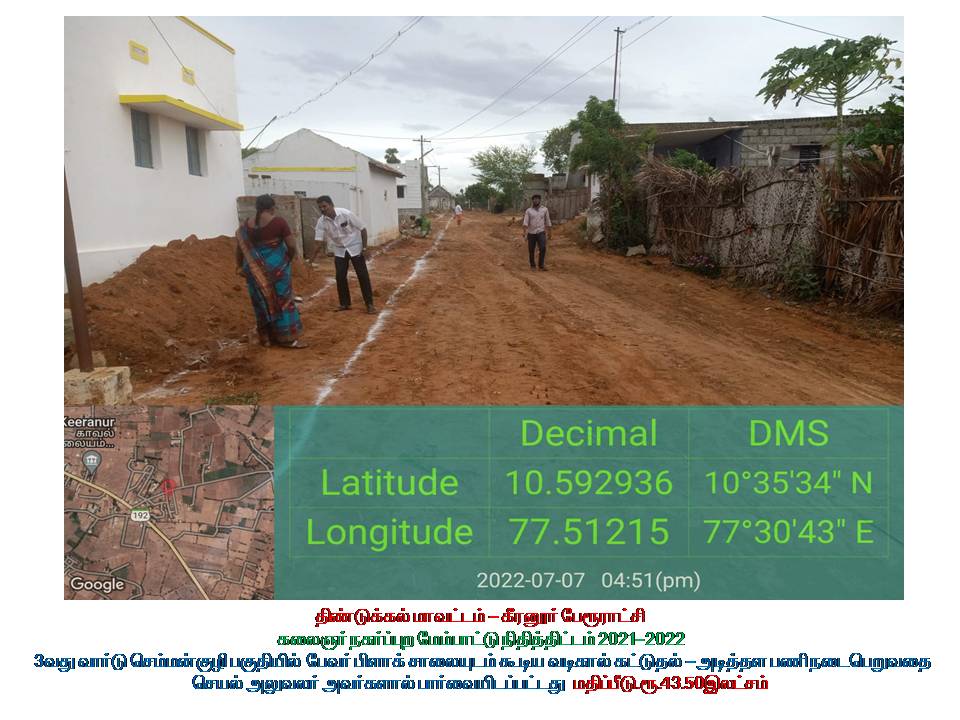 Keeranur
காவல்
லையம்...
192
Google
Decimal DMS
Latitude 10.592936 10°35'34" N
Longitude 77.51215 77°30'43" E
2022-07-07 04:51(pm)
திண்டுக்கல் மாவட்டம் – கீரனூர் பேரூராட்சி
கலைஞர் நகர்ப்புற மேம்பாட்டு நிதித்திட்டம் 2021–2022
3வது வார்டு செம்மன்குழி பகுதியில் பேவர் பிளாக் சாலையுடம் கூடிய வடிகால் கட்டுதல் – அடித்தள பணி நடைபெறுவதை
செயல் அலுவலர் அவர்களால் பார்வையிடப்பட்டது மதிப்பீடு.ரூ.43.50இலட்சம்